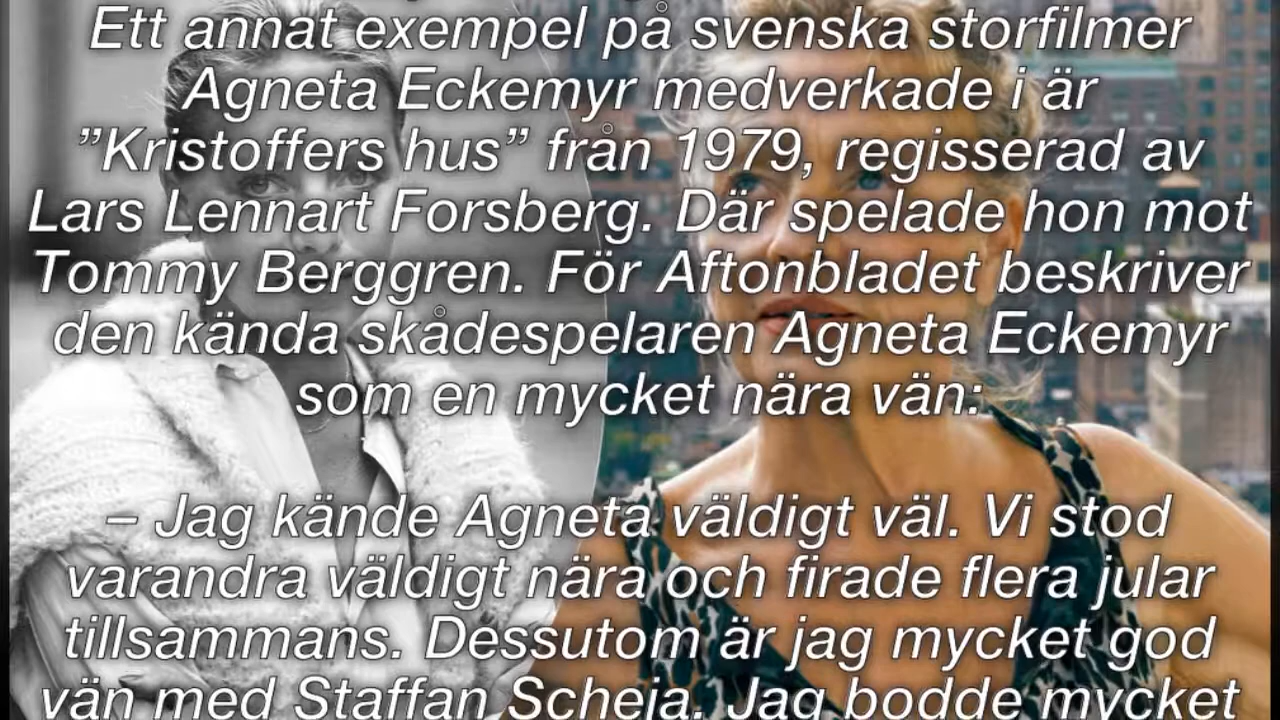 Ett annat exempel på svenska storfilmer
Agneta Eckemyr medverkade i är
”Kristoffers hus” från 1979, regisserad av
Lars Lennart Forsberg. Där spelade hon mot
Tommy Berggren. För Aftonbladet beskriver
den kända skådespelaren Agneta Eckemyr
som en mycket nära vän:
– Jag kände Agneta väldigt väl. Vi stod
varandra väldigt nära och firade flera jular
tillsammans. Dessutom är jag mycket god
vän med Staffan Scheja. Jag bodde mycket